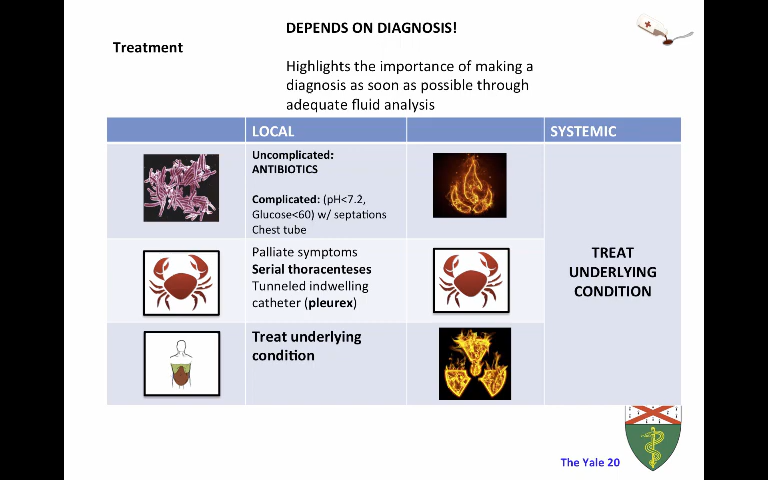 DEPENDS ON DIAGNOSIS!
Treatment
Highlights the importance of making a
diagnosis as soon as possible through
adequate fluid analysis
LOCAL
SYSTEMIC
Uncomplicated:
ANTIBIOTICS
Complicated: (pH<7.2,
Glucose<60) w/ septations
Chest tube
Palliate symptoms
Serial thoracenteses
Tunneled indwelling
catheter (pleurex)
TREAT
UNDERLYING
CONDITION
Treat underlying
condition
The Yale 20